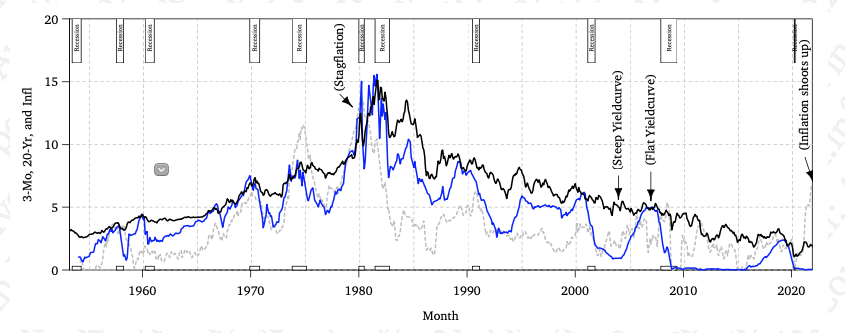 20
15
10
5
0
3-Mo, 20-Yr, and Infl
Recession
Recession
Recession
Recession
Recession
Recession
Recession
Recession
Recession
Recession
Recession
(Stagflation)
(Steep Yieldcurve)
(Flat Yieldcurve)
(Inflation shoots up)
1960 1970 1980 1990 2000 2010 2020
Month